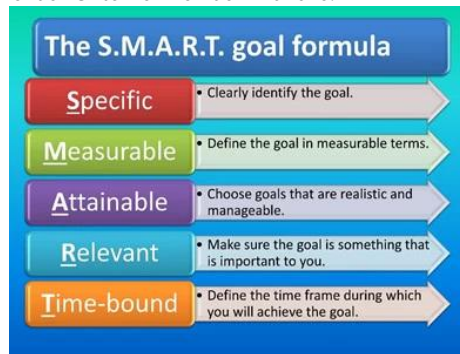 The S.M.A.R.T. goal formula
Specific
• Clearly identify the goal.
Measurable
• Define the goal in measurable terms.
Attainable
• Choose goals that are realistic and
manageable.
Relevant
• Make sure the goal is something that
is important to you.
Time-bound
• Define the time frame during which
you will achieve the goal.